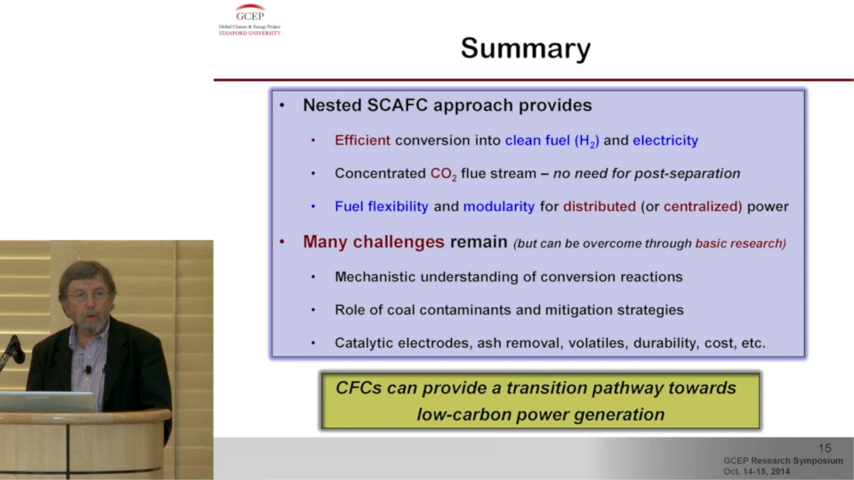 GCEP
Global Climate & Energy Project
STANFORD UNIVERSITY
Summary
• Nested SCAFC approach provides
• Efficient conversion into clean fuel (H2) and electricity
• Concentrated CO2 flue stream – no need for post-separation
• Fuel flexibility and modularity for distributed (or centralized) power
• Many challenges remain (but can be overcome through basic research)
• Mechanistic understanding of conversion reactions
• Role of coal contaminants and mitigation strategies
• Catalytic electrodes, ash removal, volatiles, durability, cost, etc.
CFCs can provide a transition pathway towards
low-carbon power generation
15
GCEP Research Symposium
Oct. 14-15, 2014